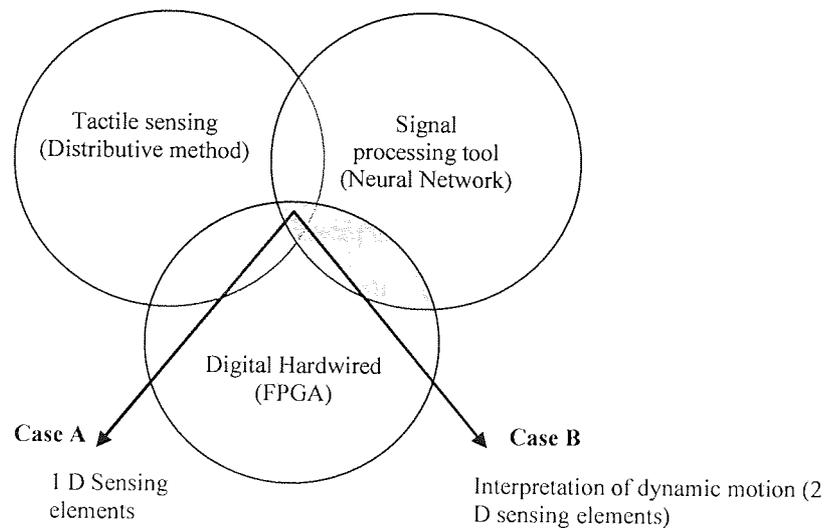 Tactile sensing
(Distributive method)
Signal
processing tool
(Neural Network)
Digital Hardwired
(FPGA)
Case A
1 D Sensing
elements
Case B
Interpretation of dynamic motion (2
D sensing elements)